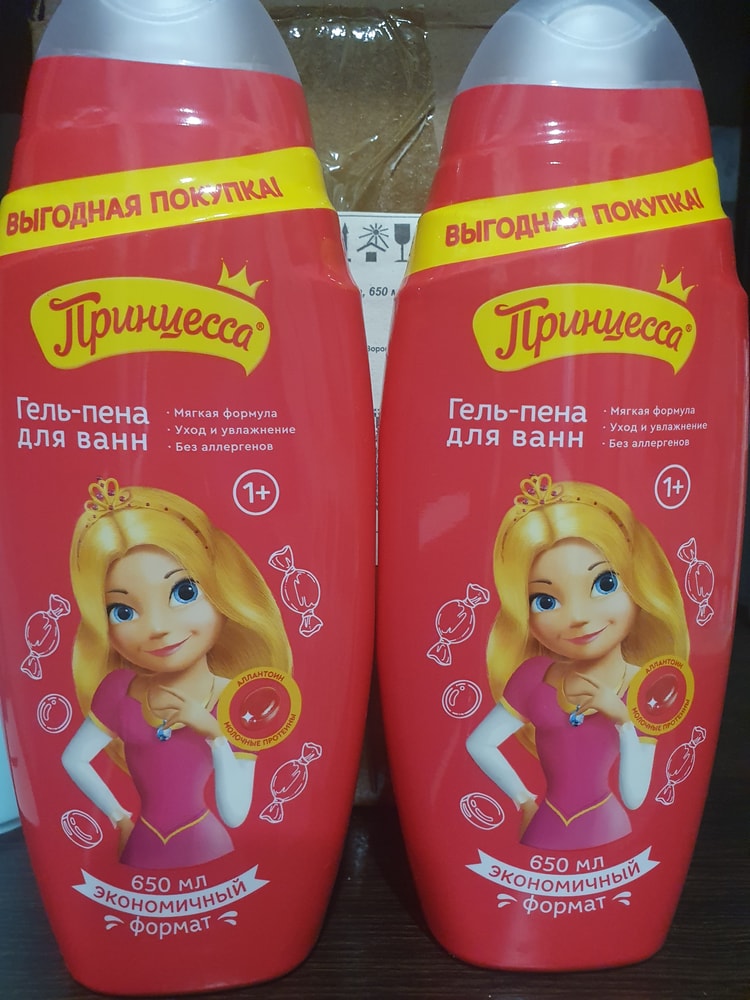 ВЫГОДНАЯ ПОКУПКА!
Принцесса®
Гель-пена
для ванн
· Мягкая формула
· Уход и увлажнение
· Без аллергенов
1+
АЛЛАНТОИН
МОЛОЧНЫЕ ПРОТЕИНЫ
650 мл
экономичный
формат
ВЫГОДНАЯ ПОКУПКА!
Принцесса®
Гель-пена
для ванн
· Мягкая формула
· Уход и увлажнение
· Без аллергенов
1+
АЛЛАНТОИН
МОЛОЧНЫЕ ПРОТЕИНЫ
650 мл
экономичный
формат
650